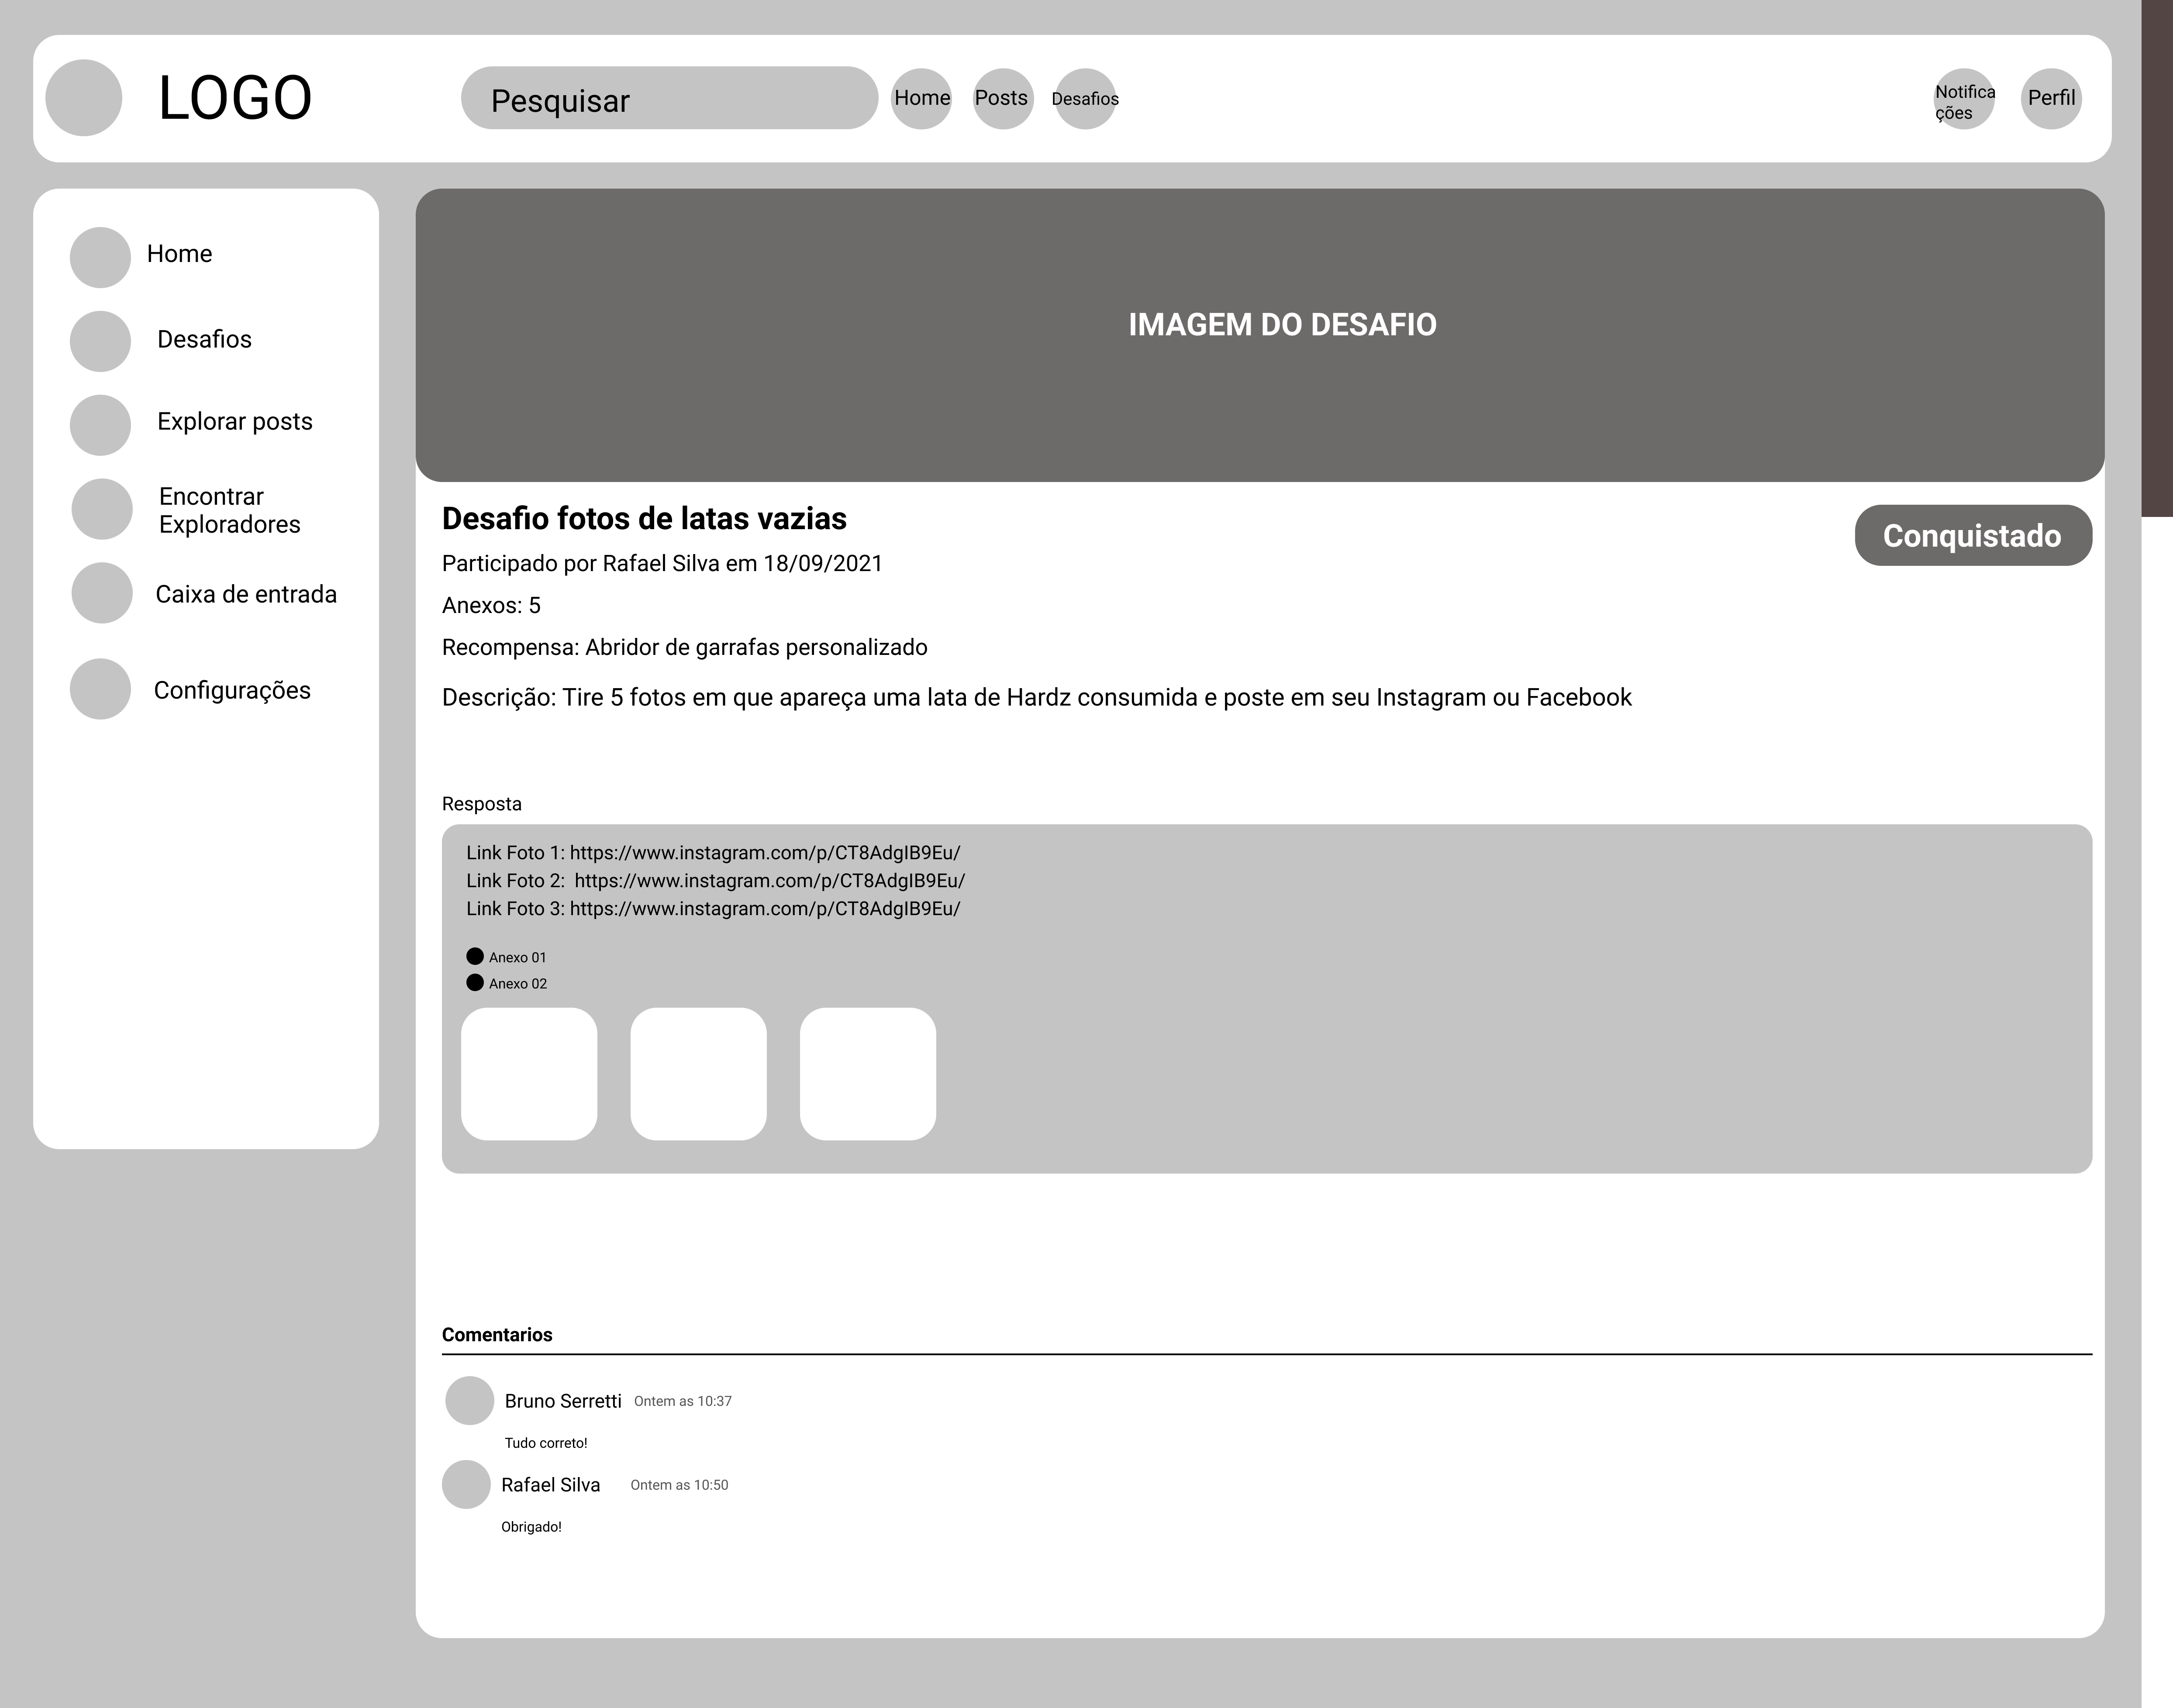 LOGO
Pesquisar
Home
Posts
Desafios
Notifica
ções
Perfil
Home
Desafios
Explorar posts
Encontrar
Exploradores
Caixa de entrada
Configurações
IMAGEM DO DESAFIO
Desafio fotos de latas vazias
Conquistado
Participado por Rafael Silva em 18/09/2021
Anexos: 5
Recompensa: Abridor de garrafas personalizado
Descrição: Tire 5 fotos em que apareça uma lata de Hardz consumida e poste em seu Instagram ou Facebook
Resposta
Link Foto 1: https://www.instagram.com/p/CT8AdgIB9Eu/
Link Foto 2:  https://www.instagram.com/p/CT8AdgIB9Eu/
Link Foto 3: https://www.instagram.com/p/CT8AdgIB9Eu/
Anexo 01
Anexo 02
Comentarios
Bruno Serretti Ontem as 10:37
Tudo correto!
Rafael Silva Ontem as 10:50
Obrigado!